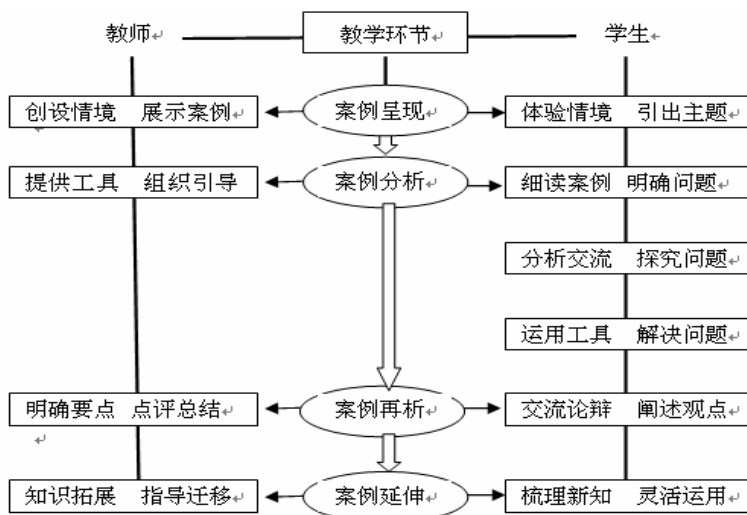 教师 教学环节 学生
创设情境 展示案例 案例呈现 体验情境 引出主题
提供工具 组织引导 案例分析 细读案例 明确问题
分析交流 探究问题
运用工具 解决问题
明确要点 点评总结 案例再析 交流论辩 阐述观点
知识拓展 指导迁移 案例延伸 梳理新知 灵活运用